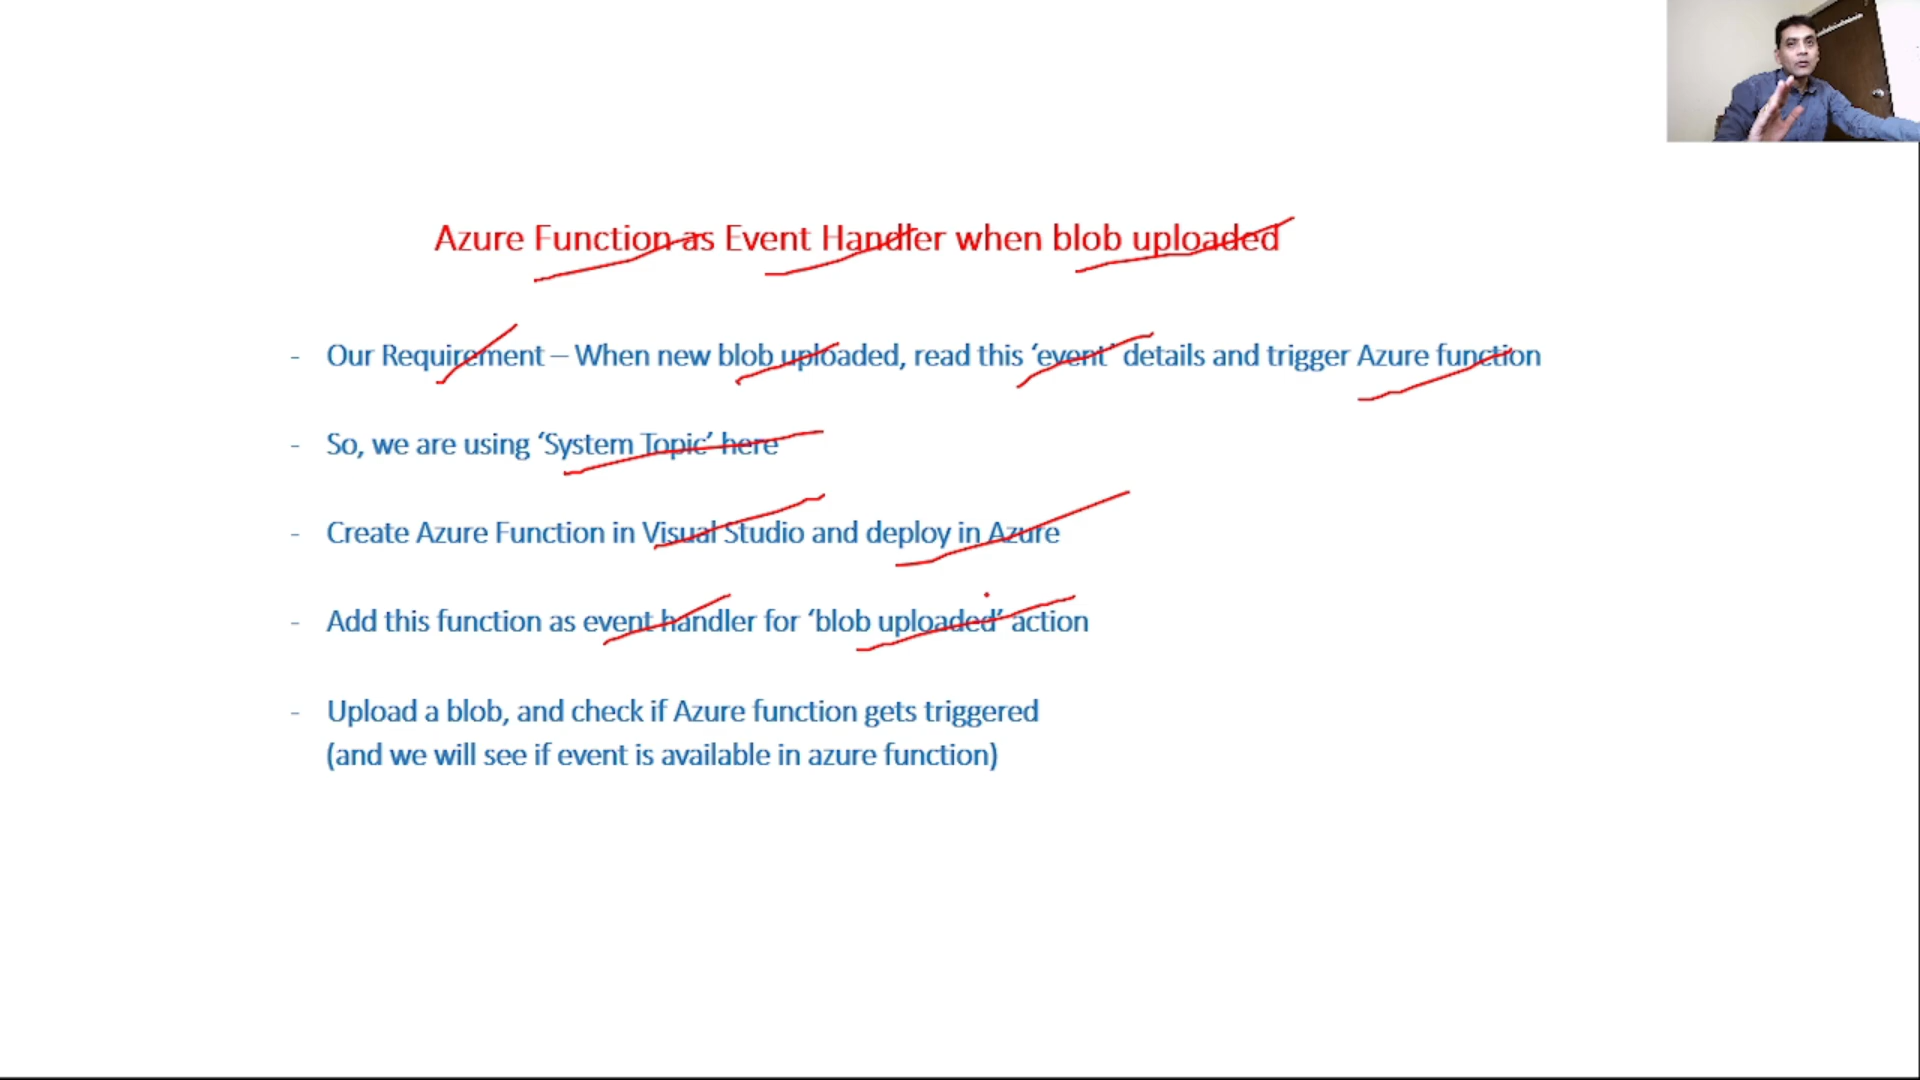 Azure Function as Event Handler when blob uploaded
- Our Requirement – When new blob uploaded, read this ‘event’ details and trigger Azure function
- So, we are using ‘System Topic’ here
- Create Azure Function in Visual Studio and deploy in Azure
- Add this function as event handler for ‘blob uploaded’ action
- Upload a blob, and check if Azure function gets triggered
(and we will see if event is available in azure function)